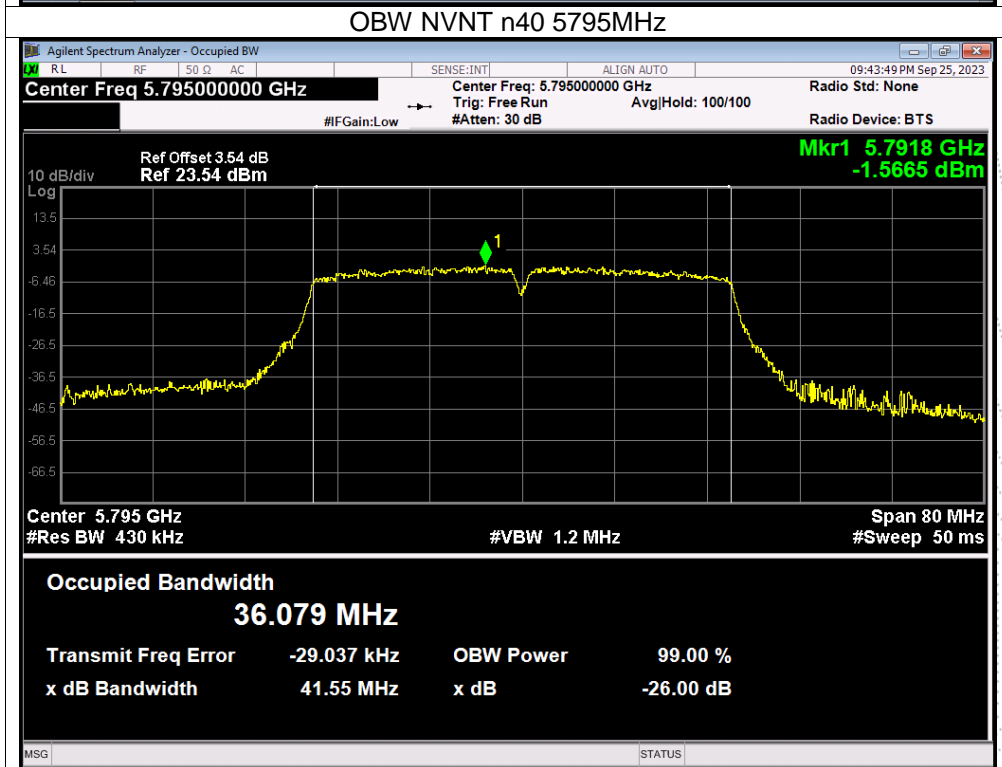 OBW NVNT n40 5795MHz
Agilent Spectrum Analyzer - Occupied BW
LXI RL RF 50 Ω AC SENSE:INT ALIGN AUTO 09:43:49 PM Sep 25, 2023
Center Freq 5.795000000 GHz Center Freq: 5.795000000 GHz Radio Std: None
Trig: Free Run Avg|Hold: 100/100
#IFGain:Low #Atten: 30 dB Radio Device: BTS
Mkr1 5.7918 GHz
-1.5665 dBm
Ref Offset 3.54 dB
10 dB/div Ref 23.54 dBm
Log
13.5
3.54
-6.46
-16.5
-26.5
-36.5
-46.5
-56.5
-66.5
1
Center 5.795 GHz Span 80 MHz
#Res BW 430 kHz #VBW 1.2 MHz #Sweep 50 ms
Occupied Bandwidth
36.079 MHz
Transmit Freq Error -29.037 kHz OBW Power 99.00 %
x dB Bandwidth 41.55 MHz x dB -26.00 dB
MSG STATUS